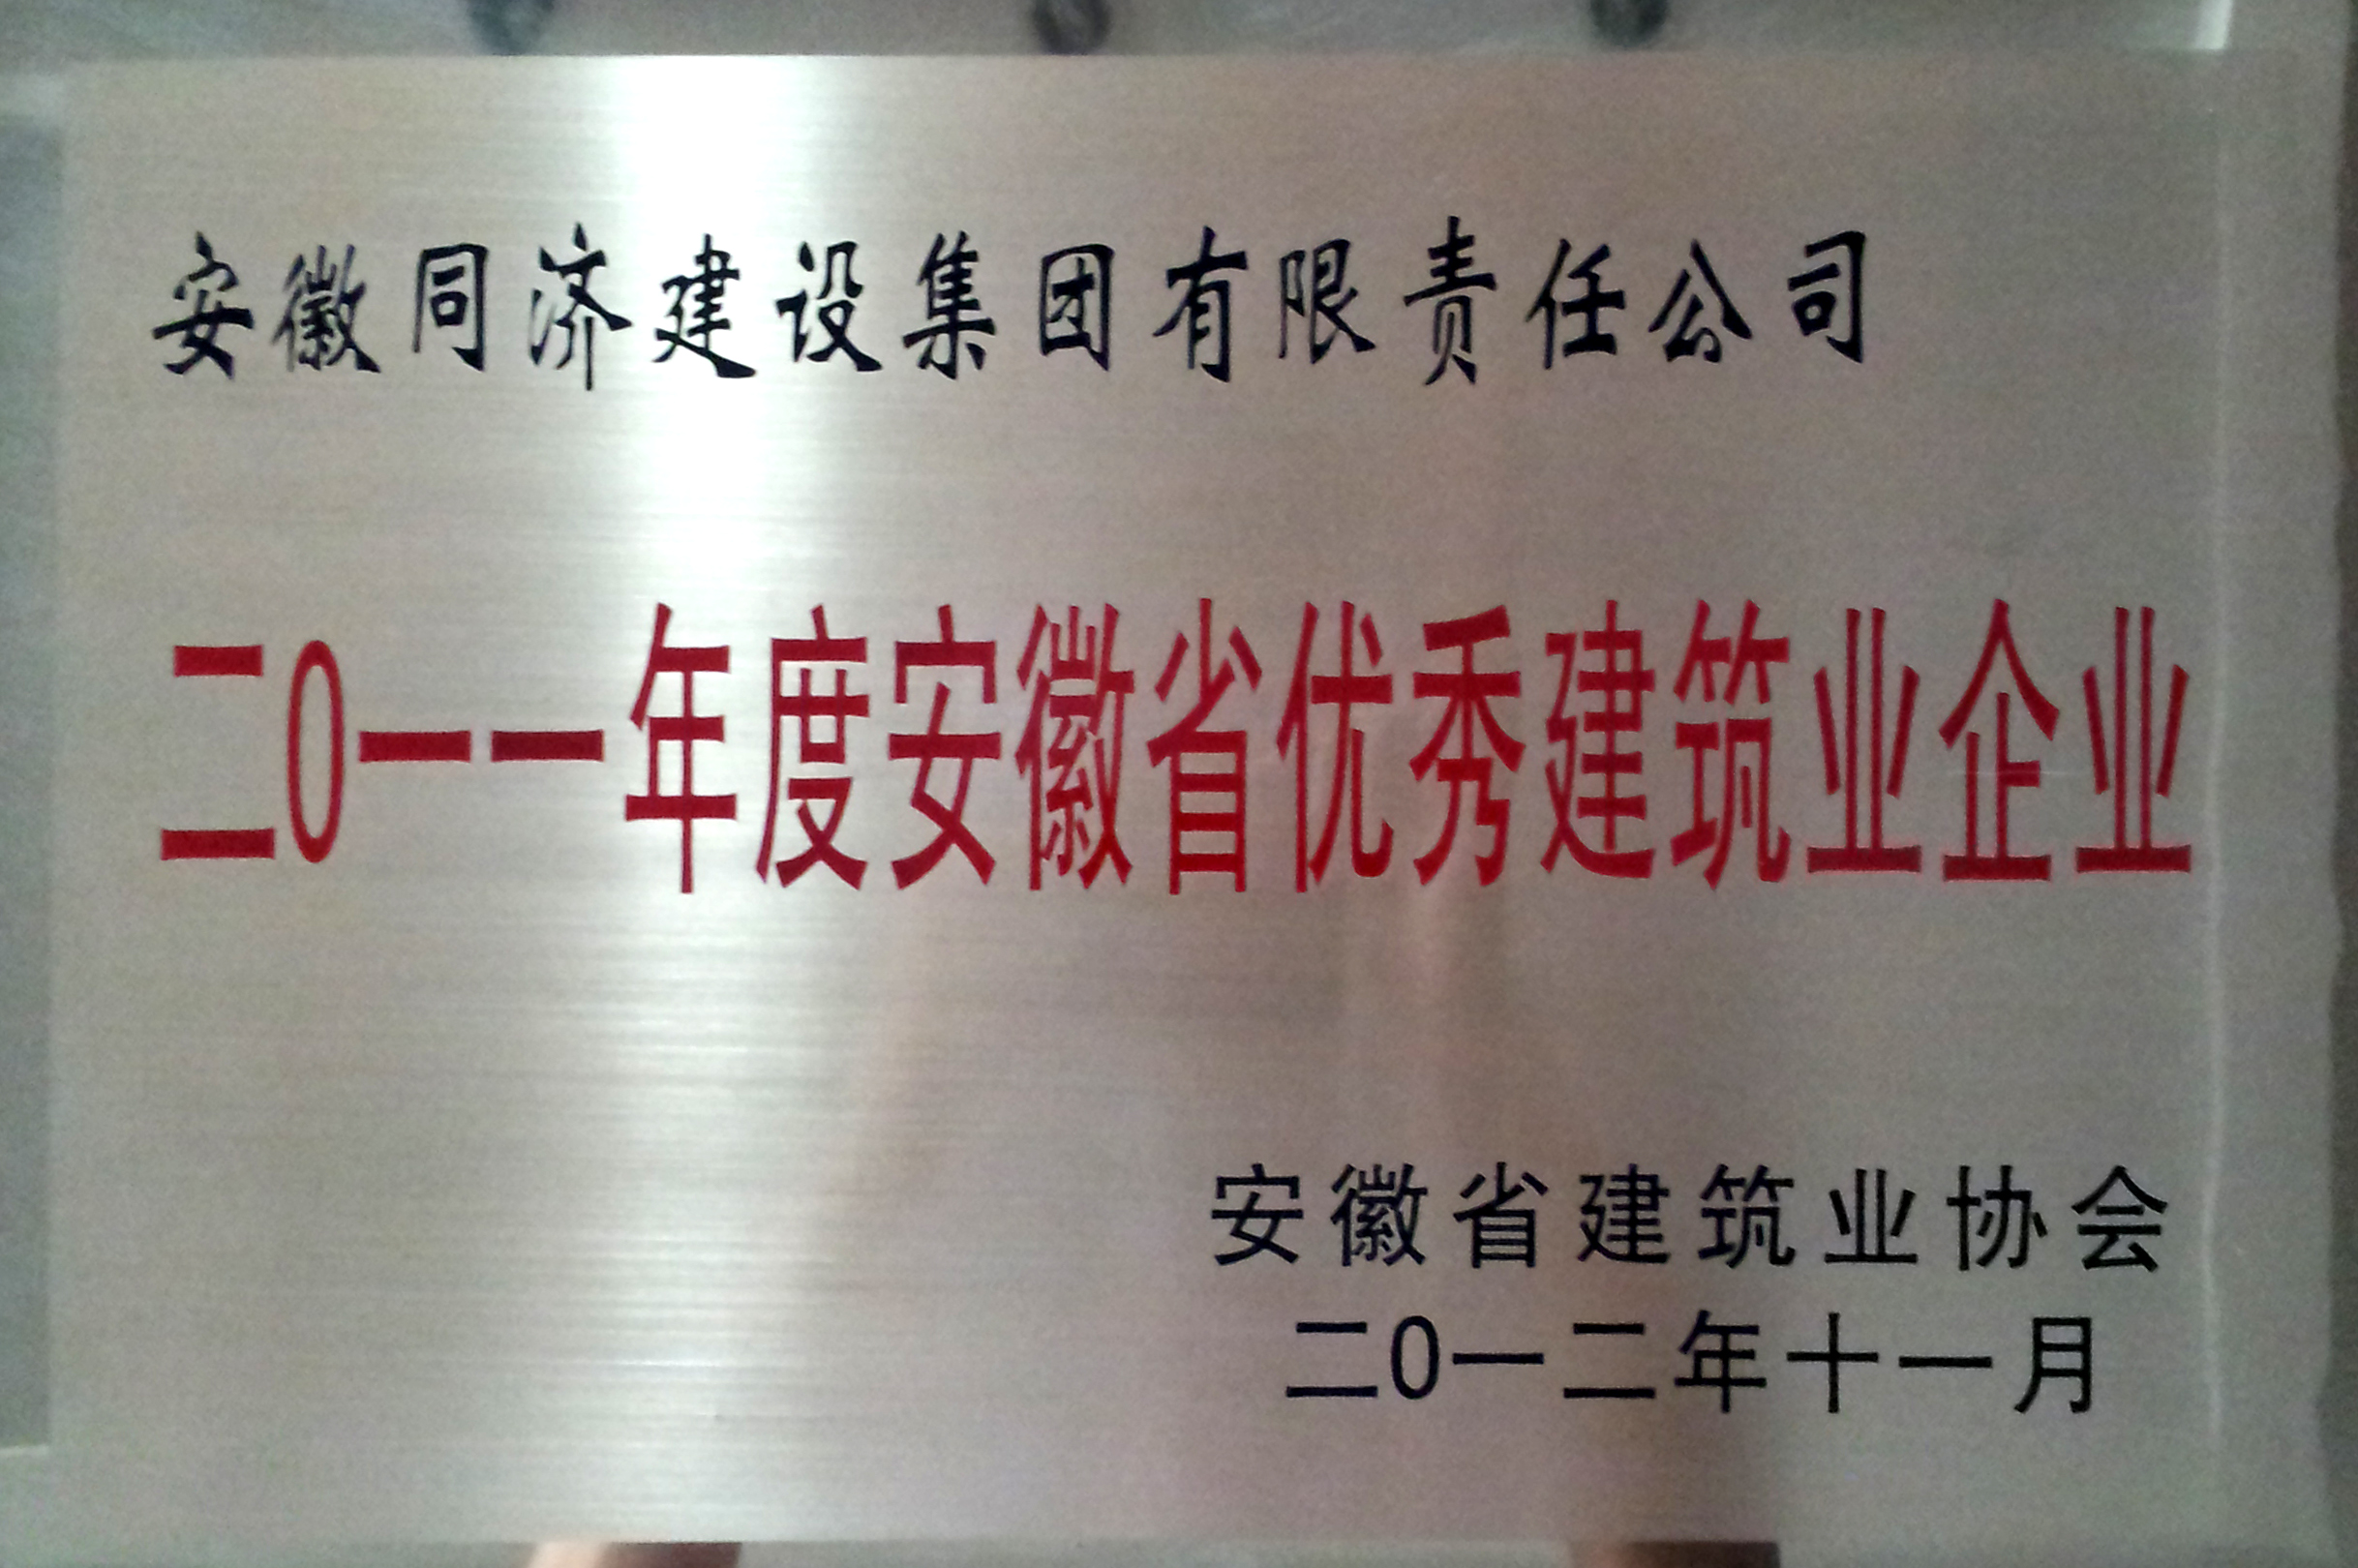 安徽同济建设集团有限责任公司
二0一一年度安徽省优秀建筑业企业
安徽省建筑业协会
二0一二年十一月